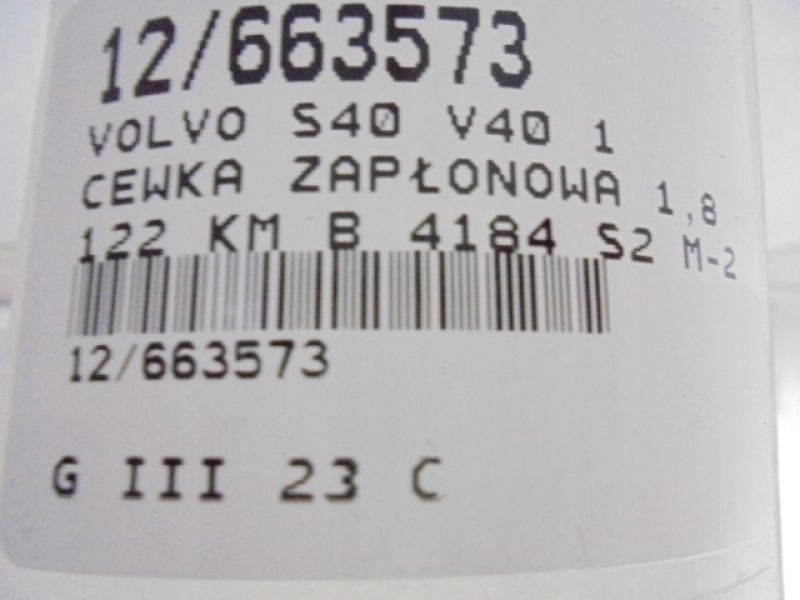 12/663573
VOLVO S40 V40 1
CEWKA ZAPŁONOWA 1,8
122 KM B 4184 S2 M-2
12/663573
G III 23 C